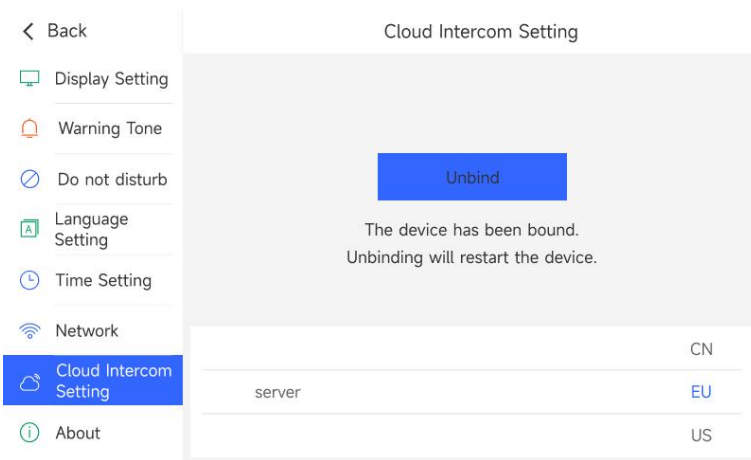 Back
Cloud Intercom Setting
Display Setting
Warning Tone
Do not disturb
A
Language
Setting
Time Setting
Network
Cloud Intercom
Setting
About
Unbind
The device has been bound.
Unbinding will restart the device.
CN
server
EU
US